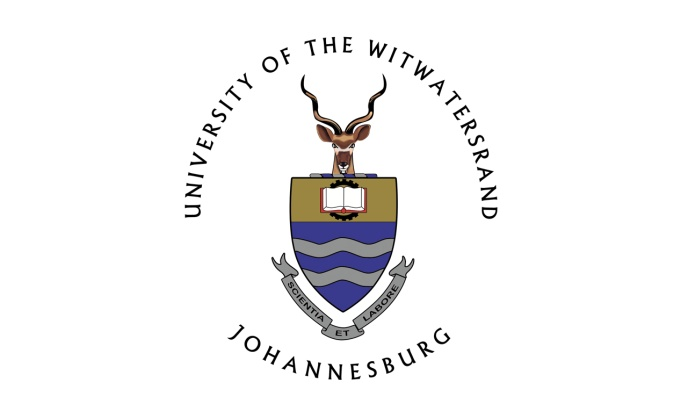 UNIVERSITY OF THE WITWATERSRAND
SCIENTIA ET LABORE
JOHANNESBURG